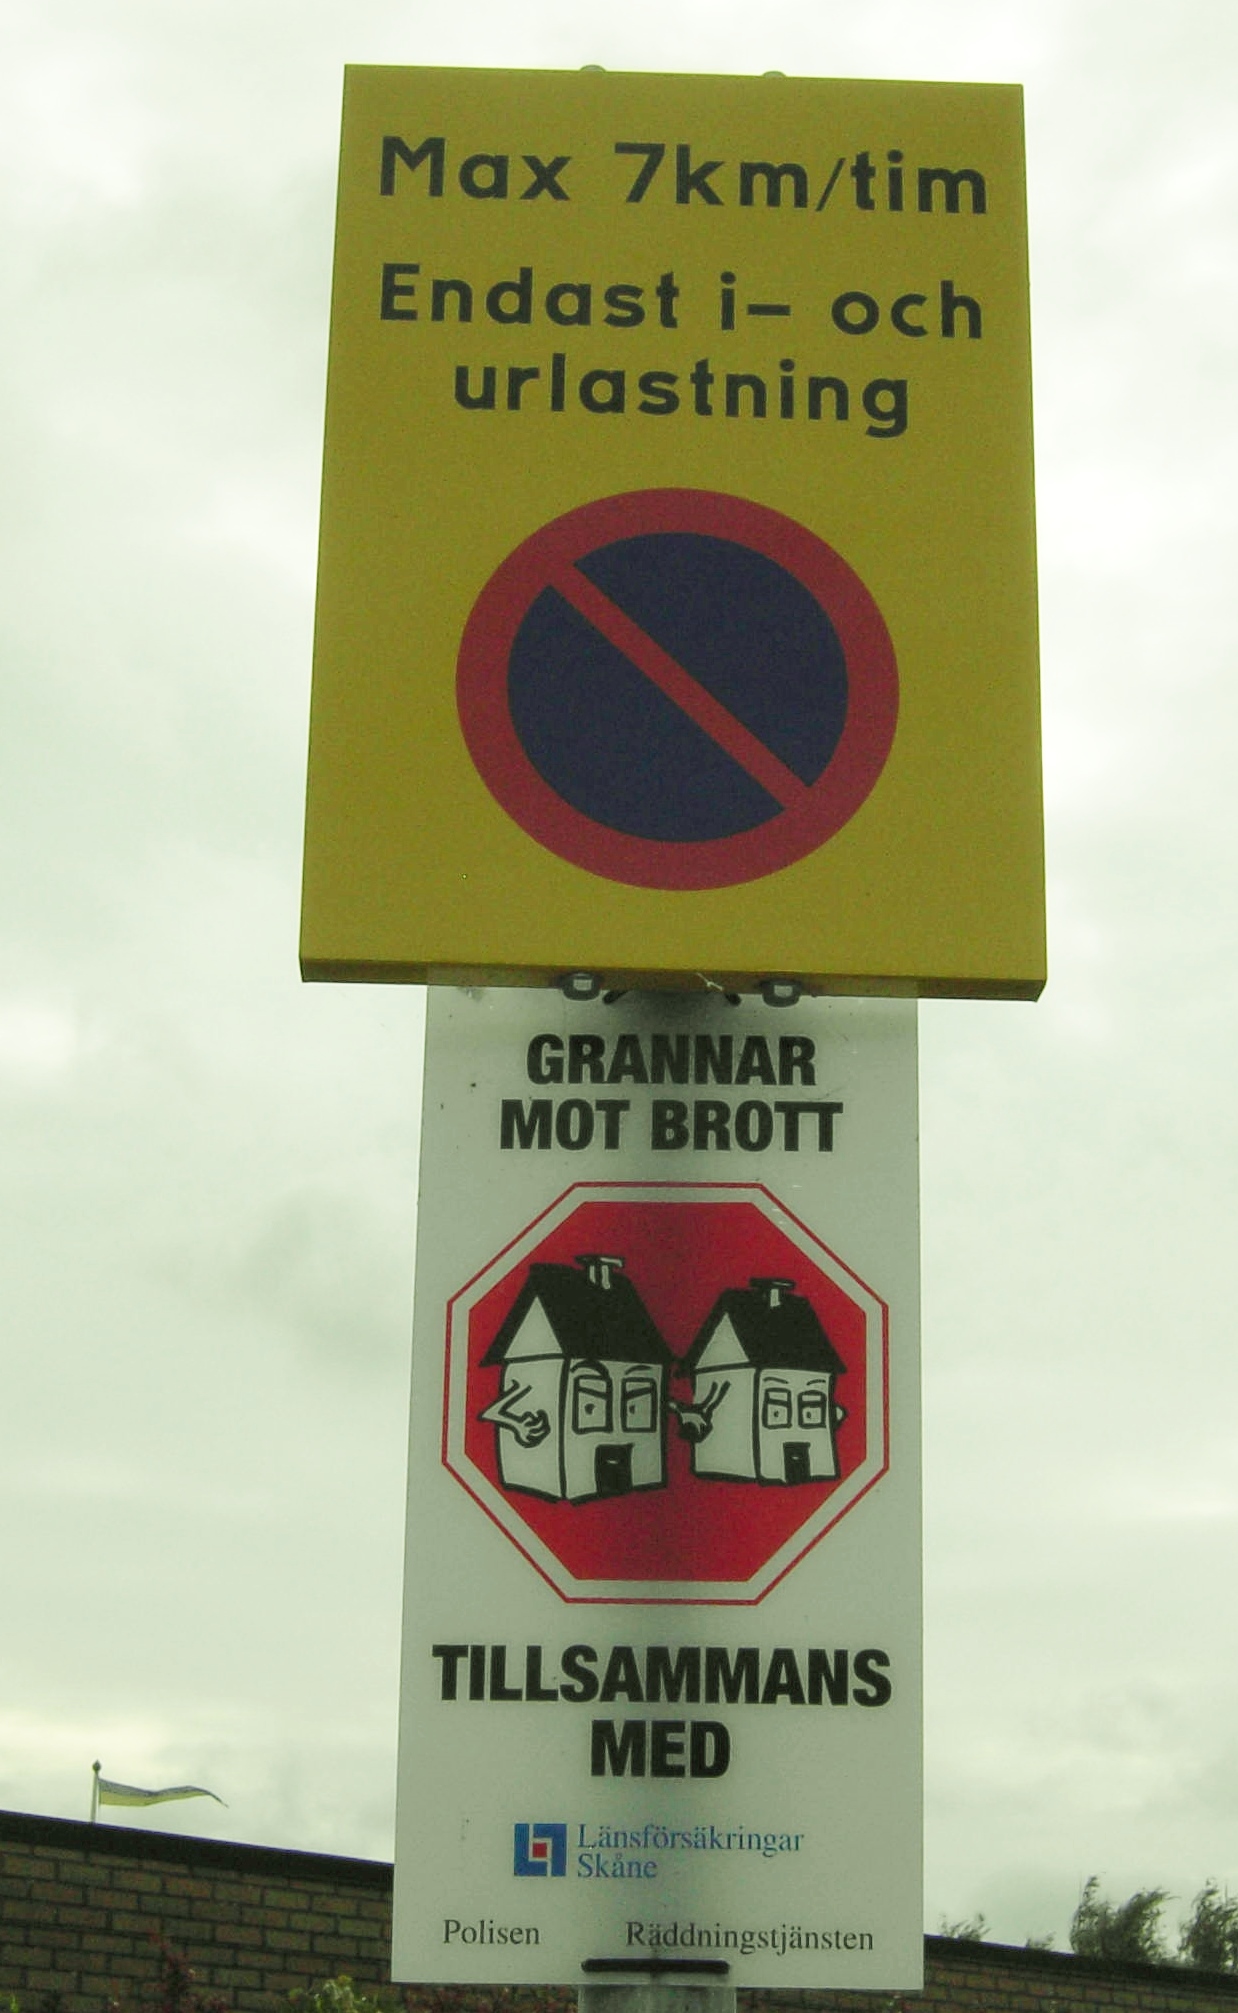 Max 7km/tim
Endast i- och
urlastning
GRANNAR
MOT BROTT
TILLSAMMANS
MED
Länsförsäkringar
Skåne
Polisen Räddningstjänsten